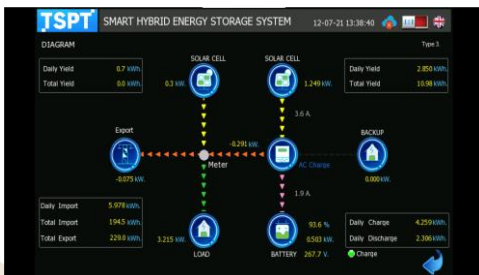 TSPT SMART HYBRID ENERGY STORAGE SYSTEM 12-07-21 13:38:40
DIAGRAM Type 3
SOLAR CELL SOLAR CELL
Daily Yield 0.7 kWh.
Total Yield 0.0 kWh.
0.3 kW.
1.249 kW.
Daily Yield 2.850 kWh.
Total Yield 10.98 kWh.
3.6 A.
Export
-0.291 kW.
BACKUP
Meter
AC Charge
-0.075 kW.
0.000 kW.
1.9 A.
Daily Import 5.978 kWh.
Total Import 194.5 kWh.
Total Export 229.0 kWh.
3.215 kW.
LOAD
93.6 %
0.503 kW.
BATTERY 267.7 V.
Daily Charge 4.259 kWh.
Daily Discharge 2.306 kWh.
Charge